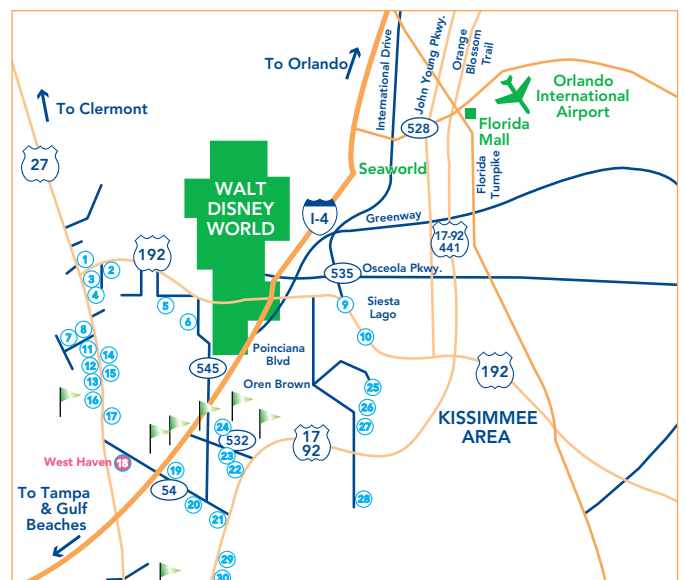 To Orlando
International Drive
John Young Pkwy.
Orange
Blossom
Trail
To Clermont
Orlando
International
Airport
528
Florida
Mall
27
Seaworld
Florida
Turnpike
WALT
DISNEY
WORLD
I-4
Greenway
17-92
441
192
1
2
3
4
535
Osceola Pkwy.
5
6
9
Siesta
Lago
10
7
8
11
12
13
14
15
16
17
Poinciana
Blvd
545
Oren Brown
192
25
26
27
KISSIMMEE
AREA
24
532
23
22
17
92
West Haven
18
19
54
20
21
28
To Tampa
& Gulf
Beaches
29
30